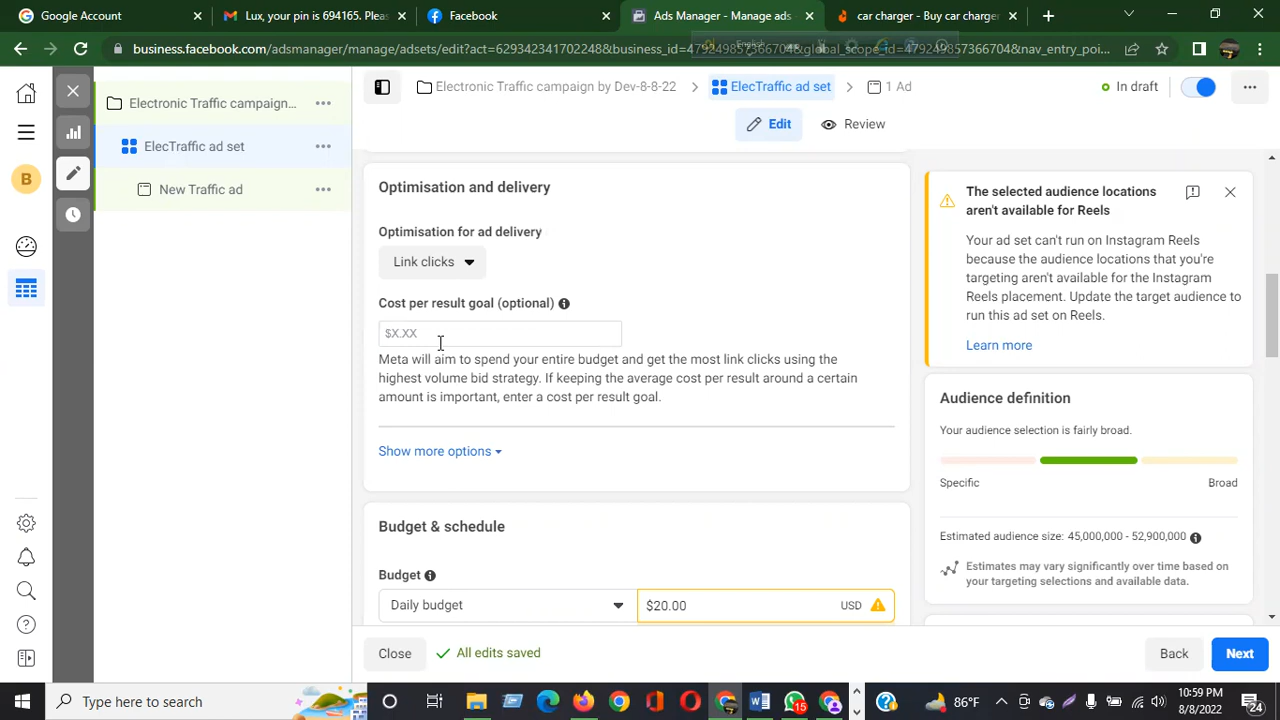 Google Account
Lux, your pin is 694165. Please
Facebook
Ads Manager - Manage ads
car charger - Buy car charger
business.facebook.com/adsmanager/manage/adsets/edit?act=629342341702248&business_id=479249857366704&global_scope_id=479249857366704&nav_entry_poi...
Electronic Traffic campaign...
ElecTraffic ad set
New Traffic ad
B
Electronic Traffic campaign by Dev-8-8-22
ElecTraffic ad set
1 Ad
In draft
Edit
Review
Optimisation and delivery
Optimisation for ad delivery
Link clicks
Cost per result goal (optional)
$X.XX
Meta will aim to spend your entire budget and get the most link clicks using the
highest volume bid strategy. If keeping the average cost per result around a certain
amount is important, enter a cost per result goal.
Show more options
Budget & schedule
Budget
Daily budget
$20.00
USD
The selected audience locations
aren't available for Reels
Your ad set can't run on Instagram Reels
because the audience locations that you're
targeting aren't available for the Instagram
Reels placement. Update the target audience to
run this ad set on Reels.
Learn more
Audience definition
Your audience selection is fairly broad.
Specific
Broad
Estimated audience size: 45,000,000 - 52,900,000
Estimates may vary significantly over time based on
your targeting selections and available data.
Close
All edits saved
Back
Next
Type here to search
15
86°F
10:59 PM
8/8/2022
24